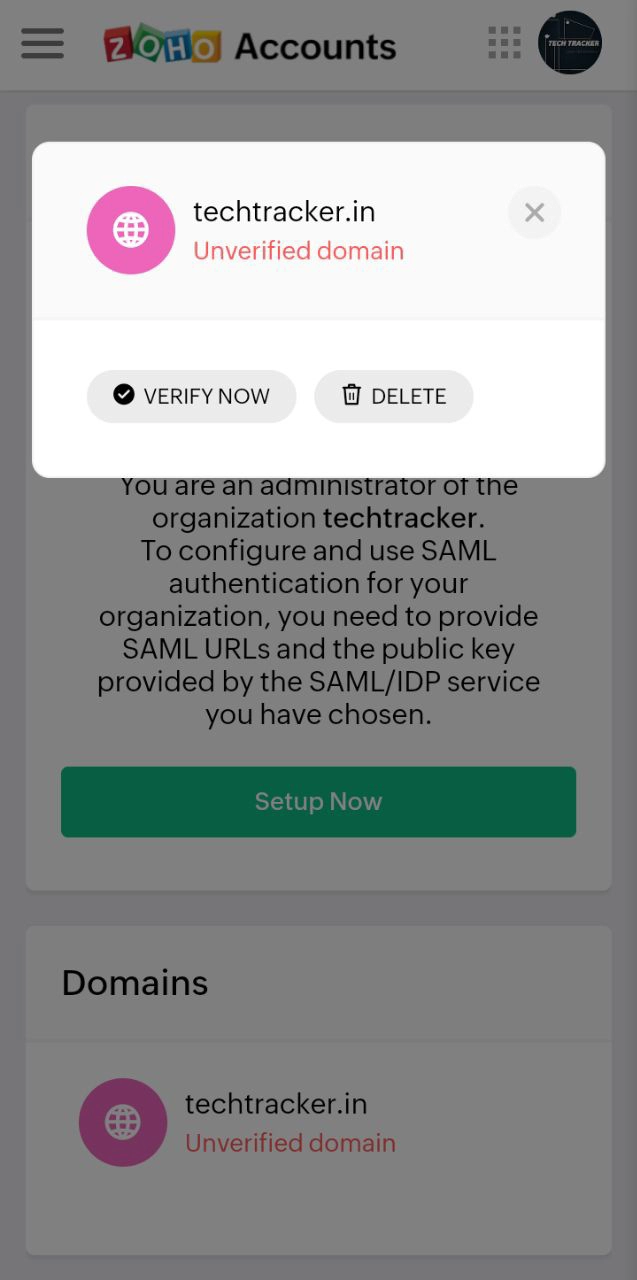 ZOHO Accounts
TECH TRACKER
techtracker.in
Unverified domain
VERIFY NOW
DELETE
You are an administrator of the
organization techtracker.
To configure and use SAML
authentication for your
organization, you need to provide
SAML URLs and the public key
provided by the SAML/IDP service
you have chosen.
Setup Now
Domains
techtracker.in
Unverified domain